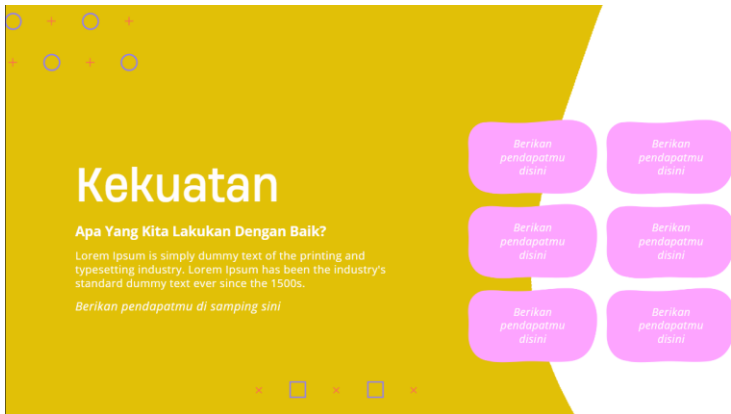 Kekuatan
Apa Yang Kita Lakukan Dengan Baik?
Lorem Ipsum is simply dummy text of the printing and
typesetting industry. Lorem Ipsum has been the industry's
standard dummy text ever since the 1500s.
Berikan pendapatmu di samping sini
Berikan
pendapatmu
disini
Berikan
pendapatmu
disini
Berikan
pendapatmu
disini
Berikan
pendapatmu
disini
Berikan
pendapatmu
disini
Berikan
pendapatmu
disini